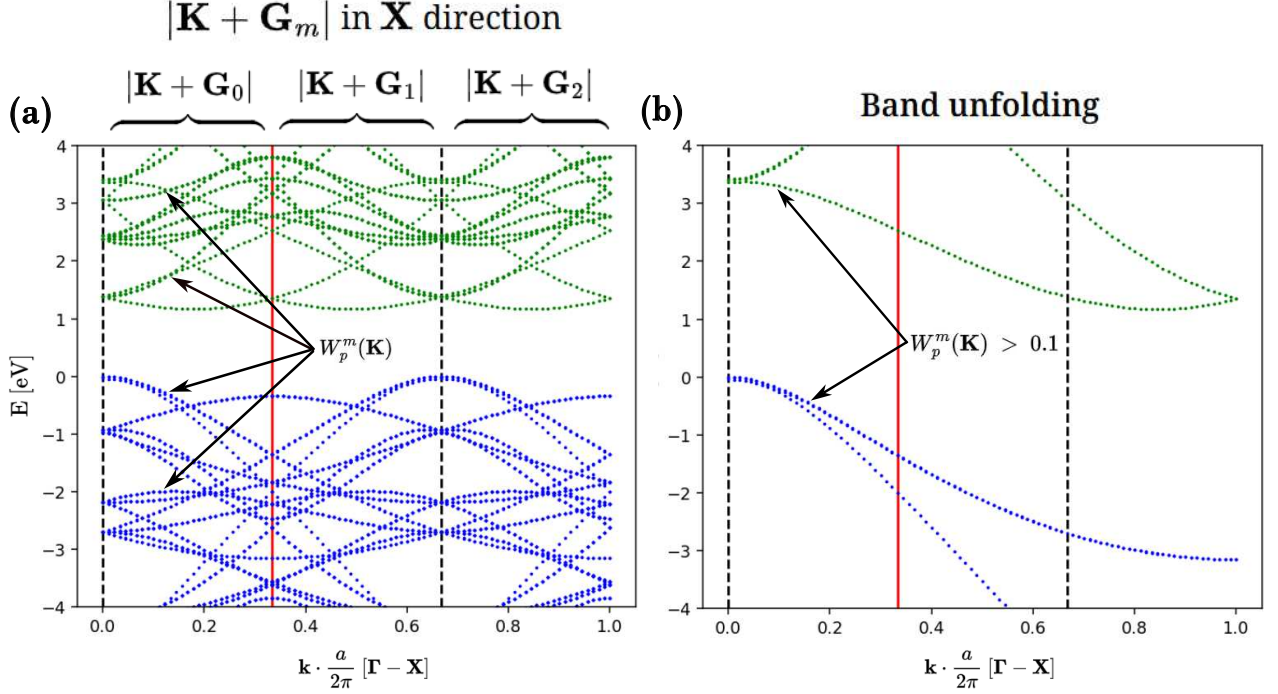 |K + G_m| in X direction
|K + G_0| |K + G_1| |K + G_2|
(a)
4
3
2
1
0
−1
−2
−3
−4
E [eV]
W_p^m(K)
0.0 0.2 0.4 0.6 0.8 1.0
k · a/2π [Γ − X]
(b) Band unfolding
4
3
2
1
0
−1
−2
−3
−4
W_p^m(K) > 0.1
0.0 0.2 0.4 0.6 0.8 1.0
k · a/2π [Γ − X]